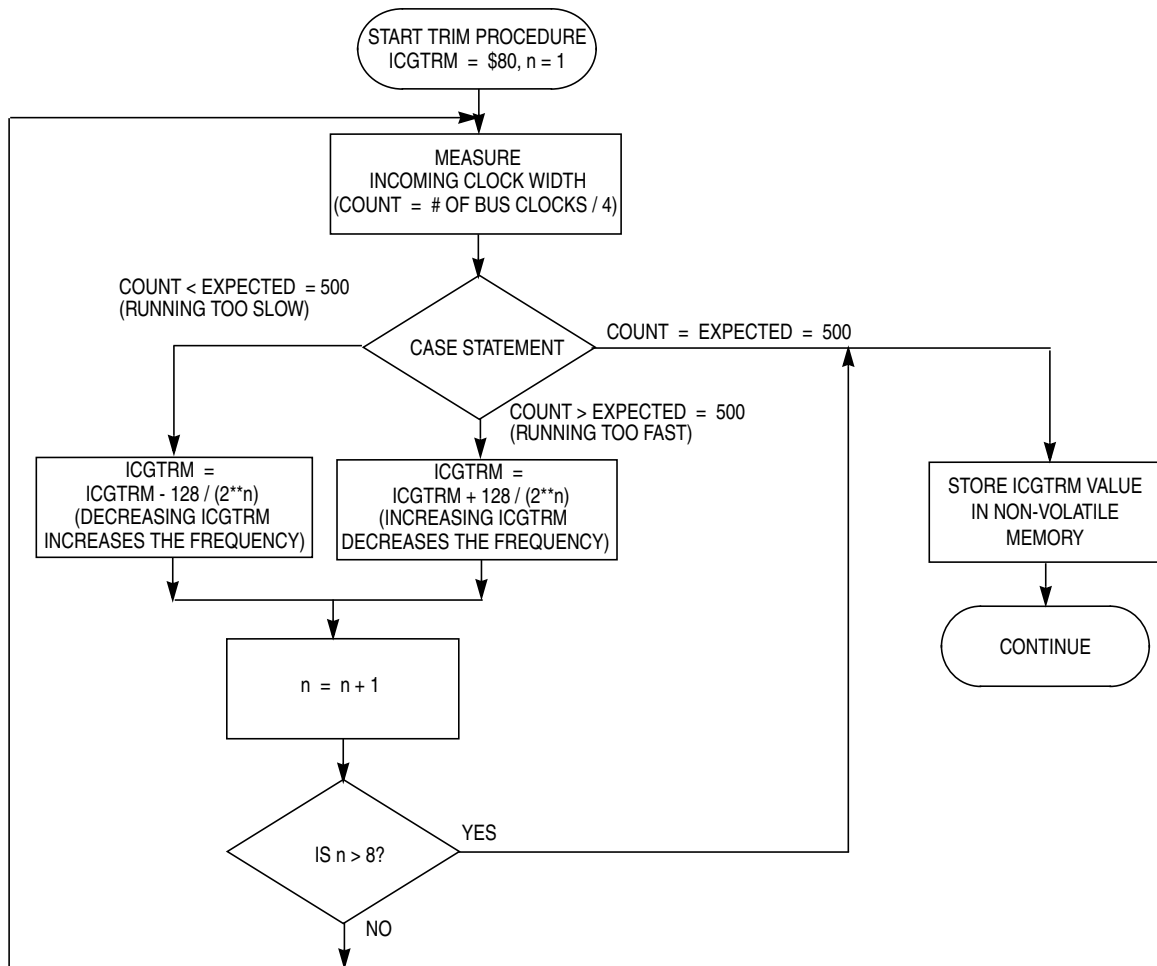 START TRIM PROCEDURE
ICGTRM = $80, n = 1
MEASURE
INCOMING CLOCK WIDTH
(COUNT = # OF BUS CLOCKS / 4)
COUNT < EXPECTED = 500
(RUNNING TOO SLOW)
CASE STATEMENT
COUNT = EXPECTED = 500
COUNT > EXPECTED = 500
(RUNNING TOO FAST)
ICGTRM =
ICGTRM - 128 / (2**n)
(DECREASING ICGTRM
INCREASES THE FREQUENCY)
ICGTRM =
ICGTRM + 128 / (2**n)
(INCREASING ICGTRM
DECREASES THE FREQUENCY)
STORE ICGTRM VALUE
IN NON-VOLATILE
MEMORY
CONTINUE
n = n + 1
IS n > 8?
YES
NO